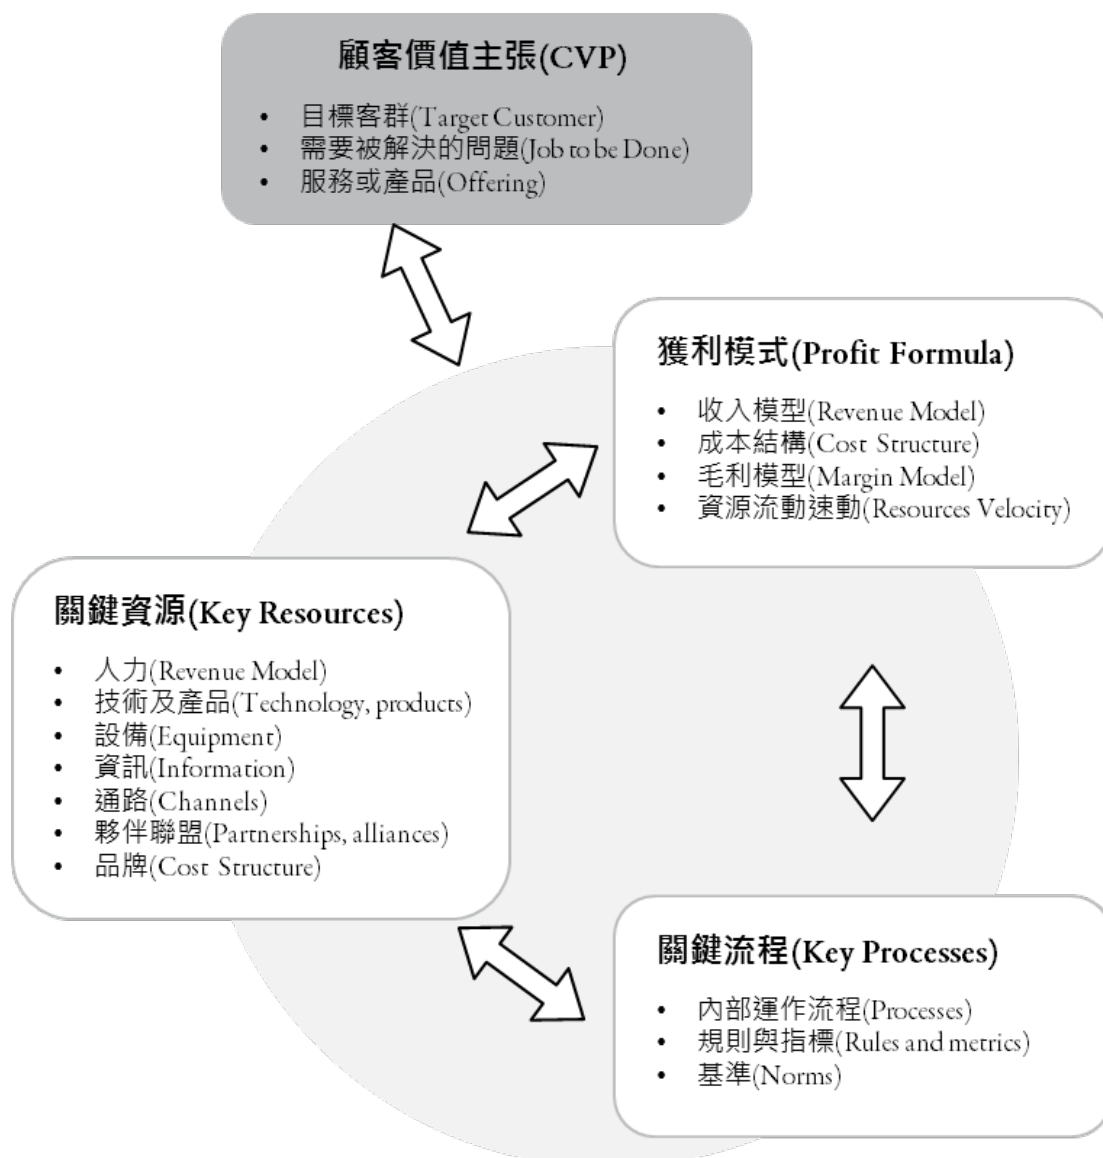 顧客價值主張(CVP)
• 目標客群(Target Customer)
• 需要被解決的問題(Job to be Done)
• 服務或產品(Offering)
獲利模式(Profit Formula)
• 收入模型(Revenue Model)
• 成本結構(Cost Structure)
• 毛利模型(Margin Model)
• 資源流動速動(Resources Velocity)
關鍵資源(Key Resources)
• 人力(Revenue Model)
• 技術及產品(Technology, products)
• 設備(Equipment)
• 資訊(Information)
• 通路(Channels)
• 夥伴聯盟(Partnerships, alliances)
• 品牌(Cost Structure)
關鍵流程(Key Processes)
• 內部運作流程(Processes)
• 規則與指標(Rules and metrics)
• 基準(Norms)